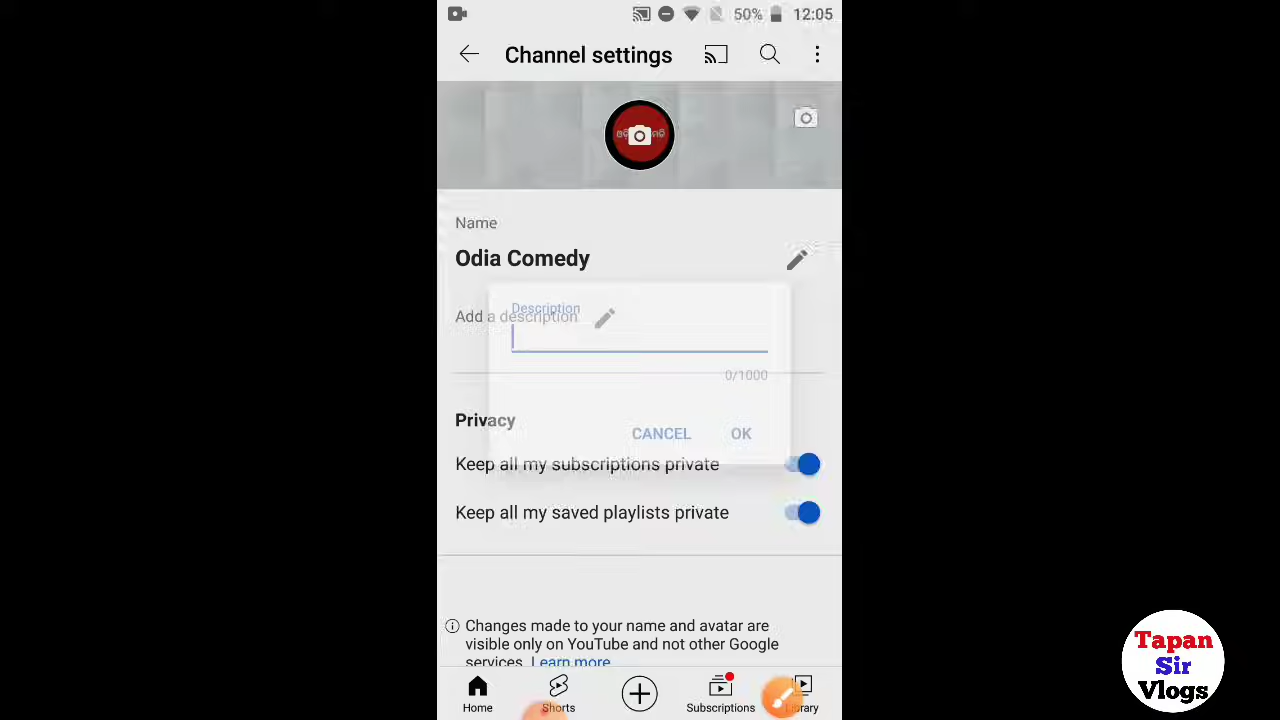 50% 12:05
Channel settings
Name
Odia Comedy
Description
Add a description
0/1000
Privacy
CANCEL OK
Keep all my subscriptions private
Keep all my saved playlists private
Changes made to your name and avatar are
visible only on YouTube and not other Google
services. Learn more
Home Shorts Subscriptions Library
Tapan
Sir
Vlogs